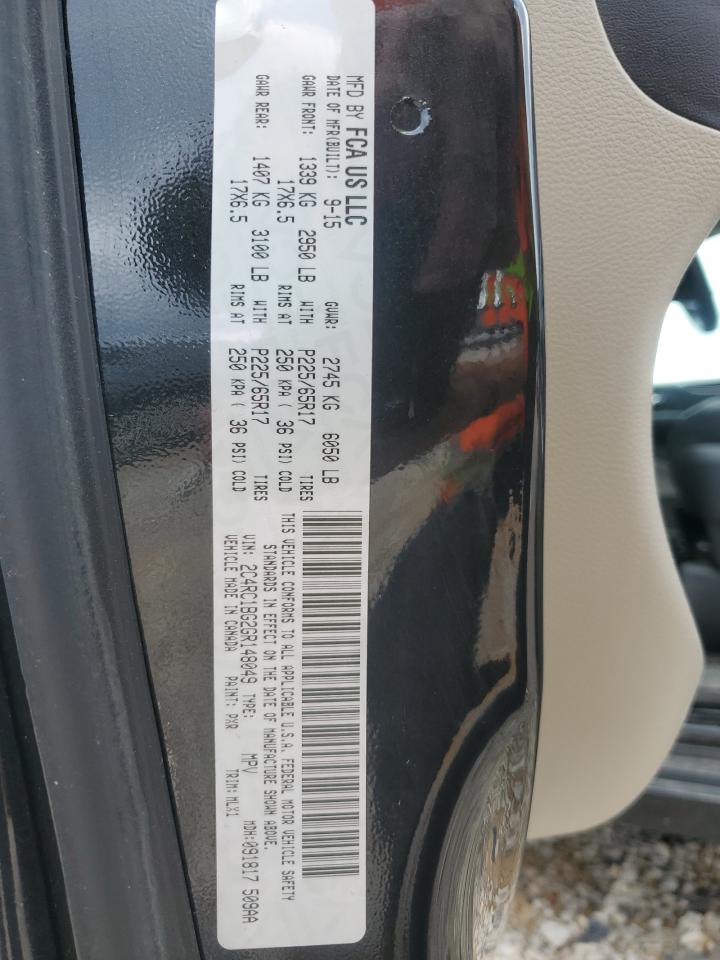 MFD BY FCA US LLC
DATE OF MFR(BUILT): 9-15 GVWR: 2745 KG 6050 LB
GAWR FRONT: 1339 KG 2950 LB WITH P225/65R17 TIRES
17X6.5 RIMS AT 250 KPA ( 36 PSI) COLD
GAWR REAR: 1407 KG 3100 LB WITH P225/65R17 TIRES
17X6.5 RIMS AT 250 KPA ( 36 PSI) COLD
THIS VEHICLE CONFORMS TO ALL APPLICABLE U.S.A. FEDERAL MOTOR VEHICLE SAFETY
STANDARDS IN EFFECT ON THE DATE OF MANUFACTURE SHOWN ABOVE.
VIN: 2C4RC1BG2GR148049 TYPE: MPV MDH:091817 509AA
VEHICLE MADE IN CANADA PAINT: PXR TRIM:MLX1